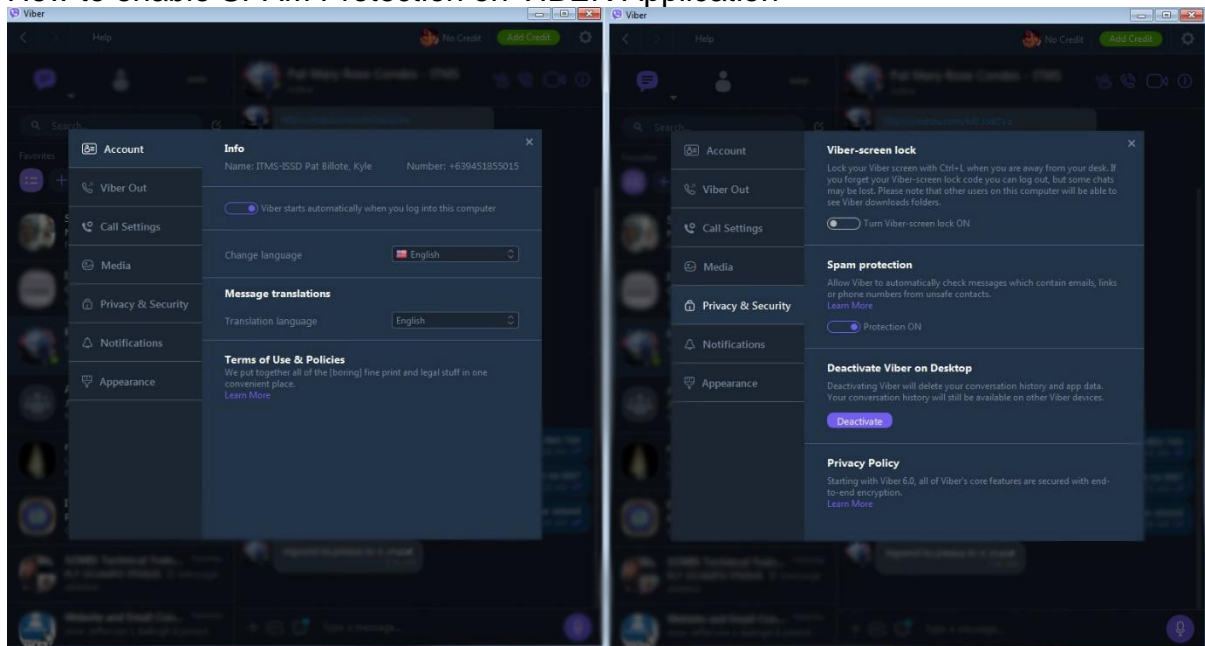 How to enable SPAM Protection on VIBER Application
Viber
Help
No Credit
Add Credit
Search...
Favorites
Account
Viber Out
Call Settings
Media
Privacy & Security
Notifications
Appearance
Info
Name: ITMS-ISSD Pat Billote, Kyle Number: +639451855015
Viber starts automatically when you log into this computer
Change language English
Message translations
Translation language English
Terms of Use & Policies
We put together all of the [boring] fine print and legal stuff in one
convenient place.
Learn More
Type a message...
Viber
Help
No Credit
Add Credit
Search...
Account
Viber Out
Call Settings
Media
Privacy & Security
Notifications
Appearance
Viber-screen lock
Lock your Viber screen with Ctrl+L when you are away from your desk. If
you forget your Viber-screen lock code you can log out, but some chats
may be lost. Please note that other users on this computer will be able to
see Viber downloads folders.
Turn Viber-screen lock ON
Spam protection
Allow Viber to automatically check messages which contain emails, links
or phone numbers from unsafe contacts.
Learn More
Protection ON
Deactivate Viber on Desktop
Deactivating Viber will delete your conversation history and app data.
Your conversation history will still be available on other Viber devices.
Deactivate
Privacy Policy
Starting with Viber 6.0, all of Viber's core features are secured with end-
to-end encryption.
Learn More